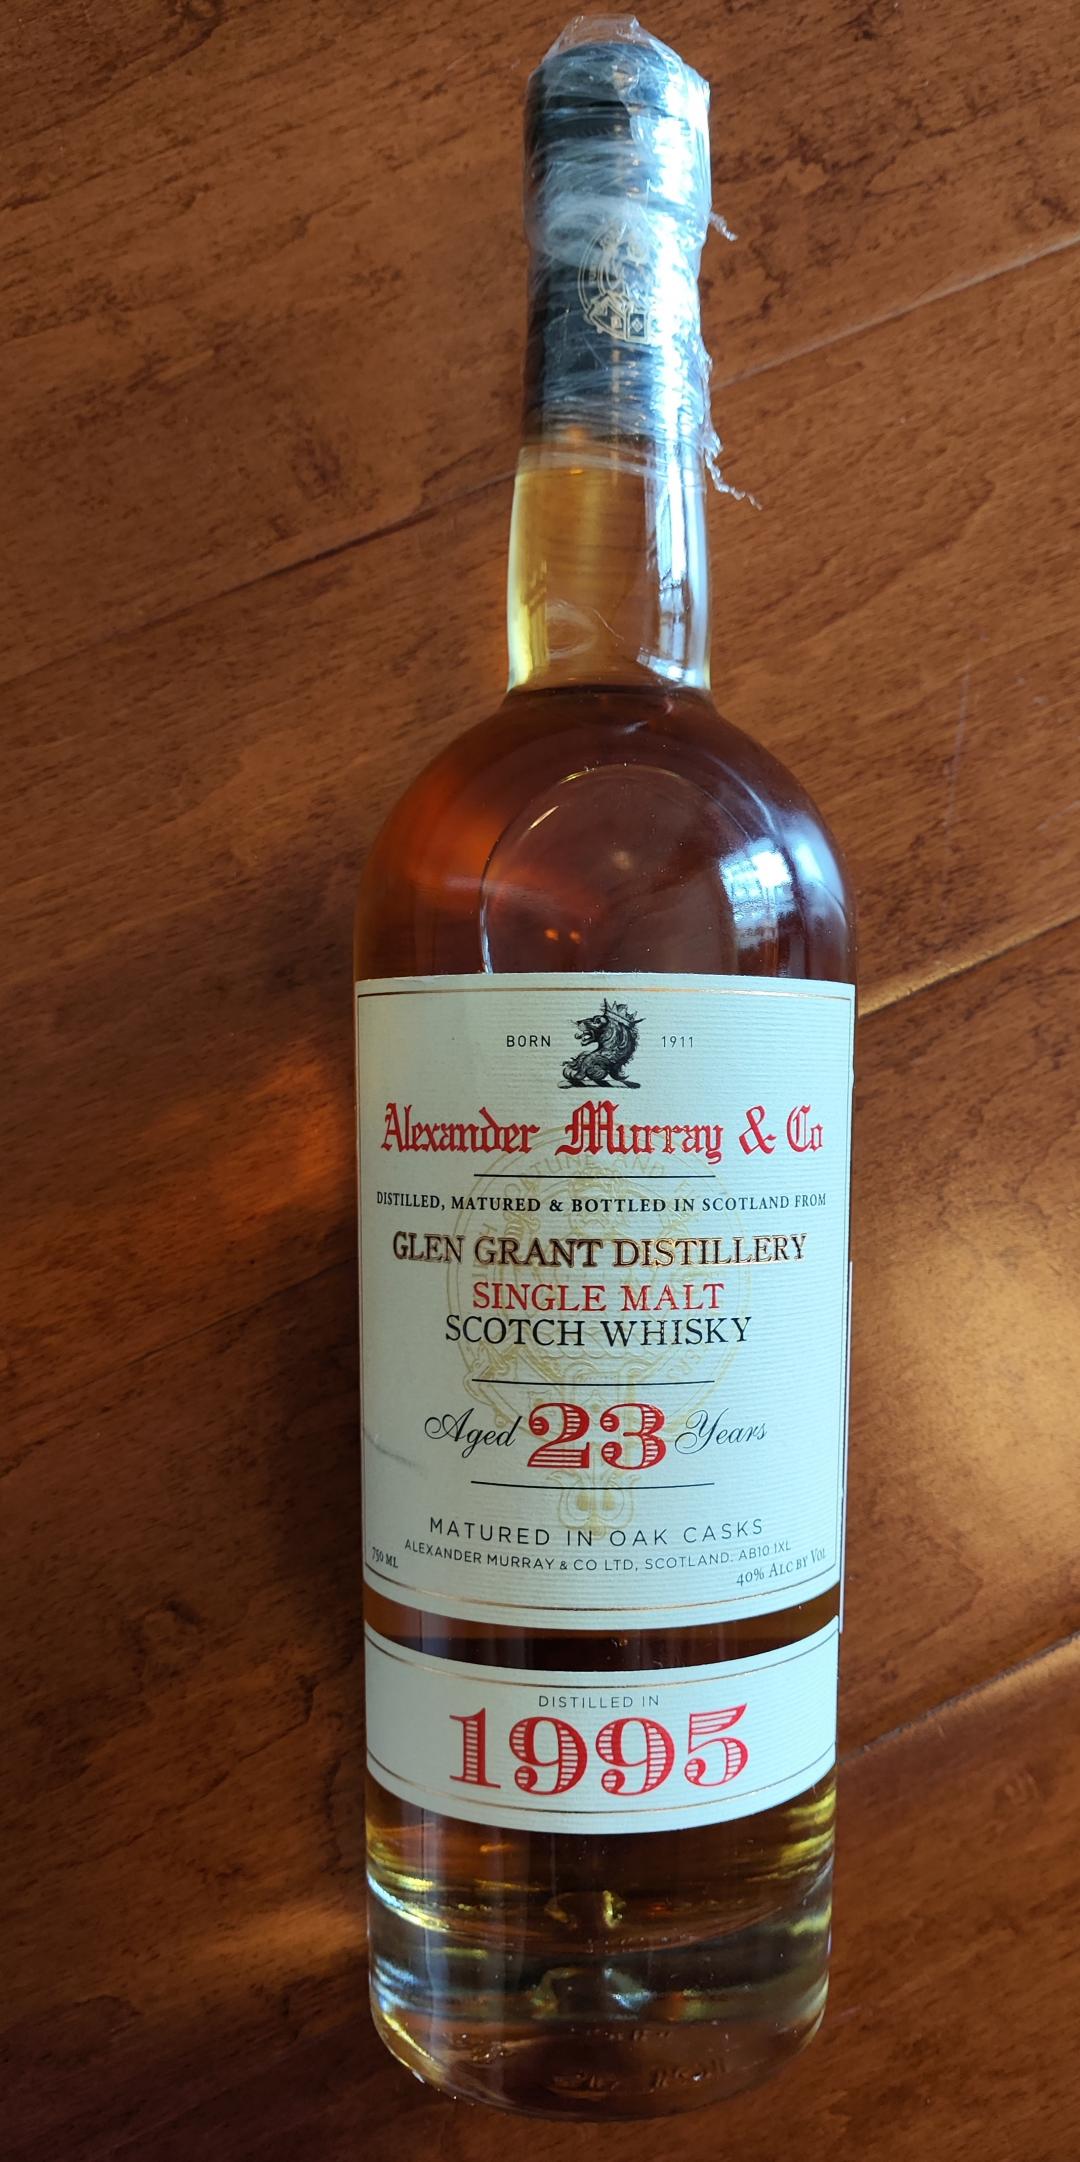 BORN 1911
Alexander Murray & Co
DISTILLED, MATURED & BOTTLED IN SCOTLAND FROM
GLEN GRANT DISTILLERY
SINGLE MALT
SCOTCH WHISKY
Aged 23 Years
MATURED IN OAK CASKS
ALEXANDER MURRAY & CO LTD, SCOTLAND. AB10 1XL
750 ML
40% ALC BY VOL
DISTILLED IN
1995